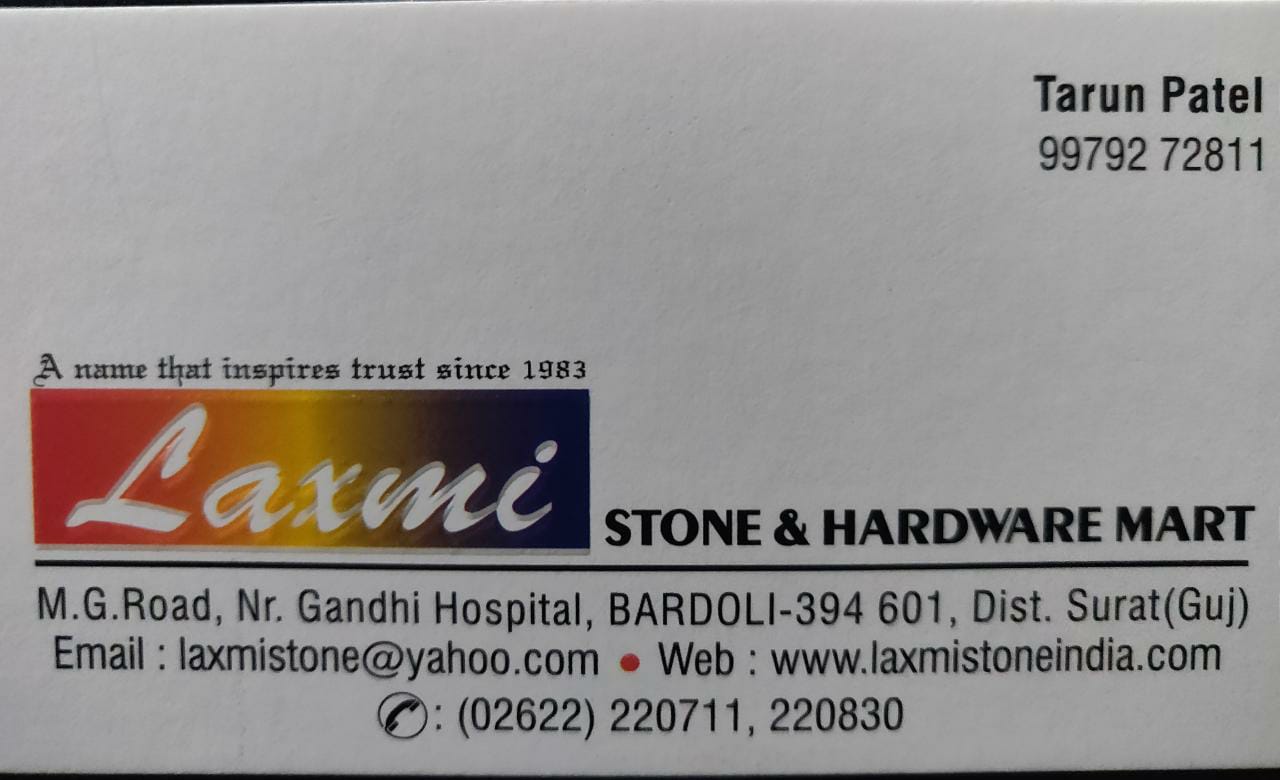 Tarun Patel
99792 72811
A name that inspires trust since 1983
Laxmi STONE & HARDWARE MART
M.G.Road, Nr. Gandhi Hospital, BARDOLI-394 601, Dist. Surat(Guj)
Email : laxmistone@yahoo.com • Web : www.laxmistoneindia.com
✆: (02622) 220711, 220830